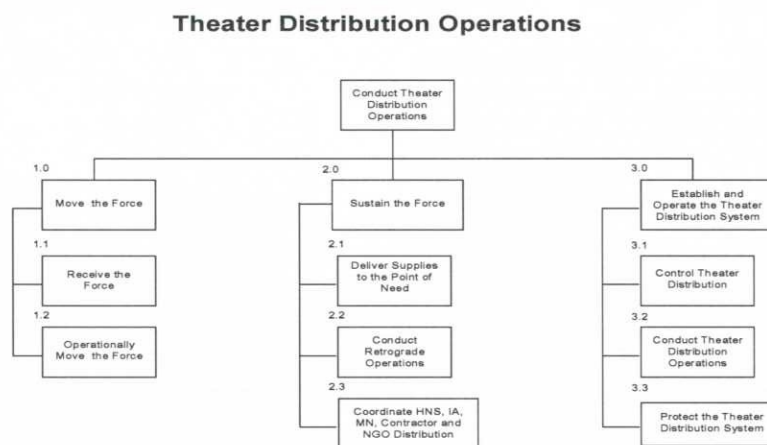 Theater Distribution Operations
Conduct Theater
Distribution
Operations
1.0
Move the Force
1.1
Receive the
Force
1.2
Operationally
Move the Force
2.0
Sustain the Force
2.1
Deliver Supplies
to the Point of
Need
2.2
Conduct
Retrograde
Operations
2.3
Coordinate HNS, IA,
MN, Contractor and
NGO Distribution
3.0
Establish and
Operate the Theater
Distribution System
3.1
Control Theater
Distribution
3.2
Conduct Theater
Distribution
Operations
3.3
Protect the Theater
Distribution System